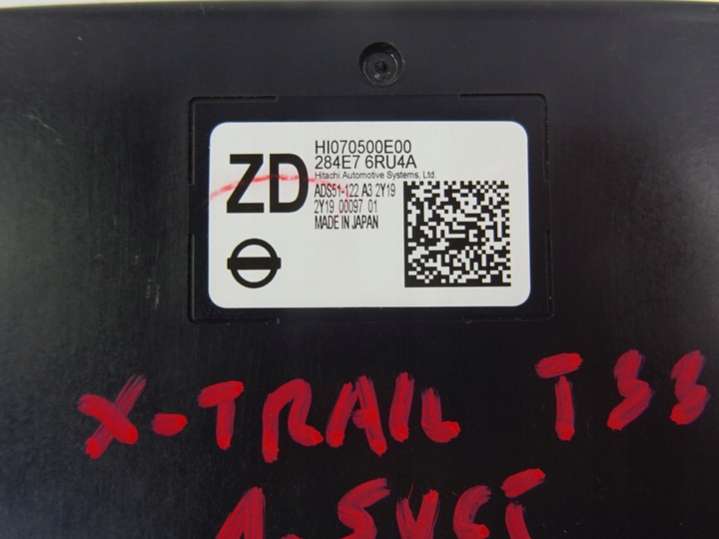 ZD
HI070500E00
284E7 6RU4A
Hitachi Automotive Systems, Ltd.
ADS51-122 A3 2Y19
2Y19 00097 01
MADE IN JAPAN
X-TRAIL T33